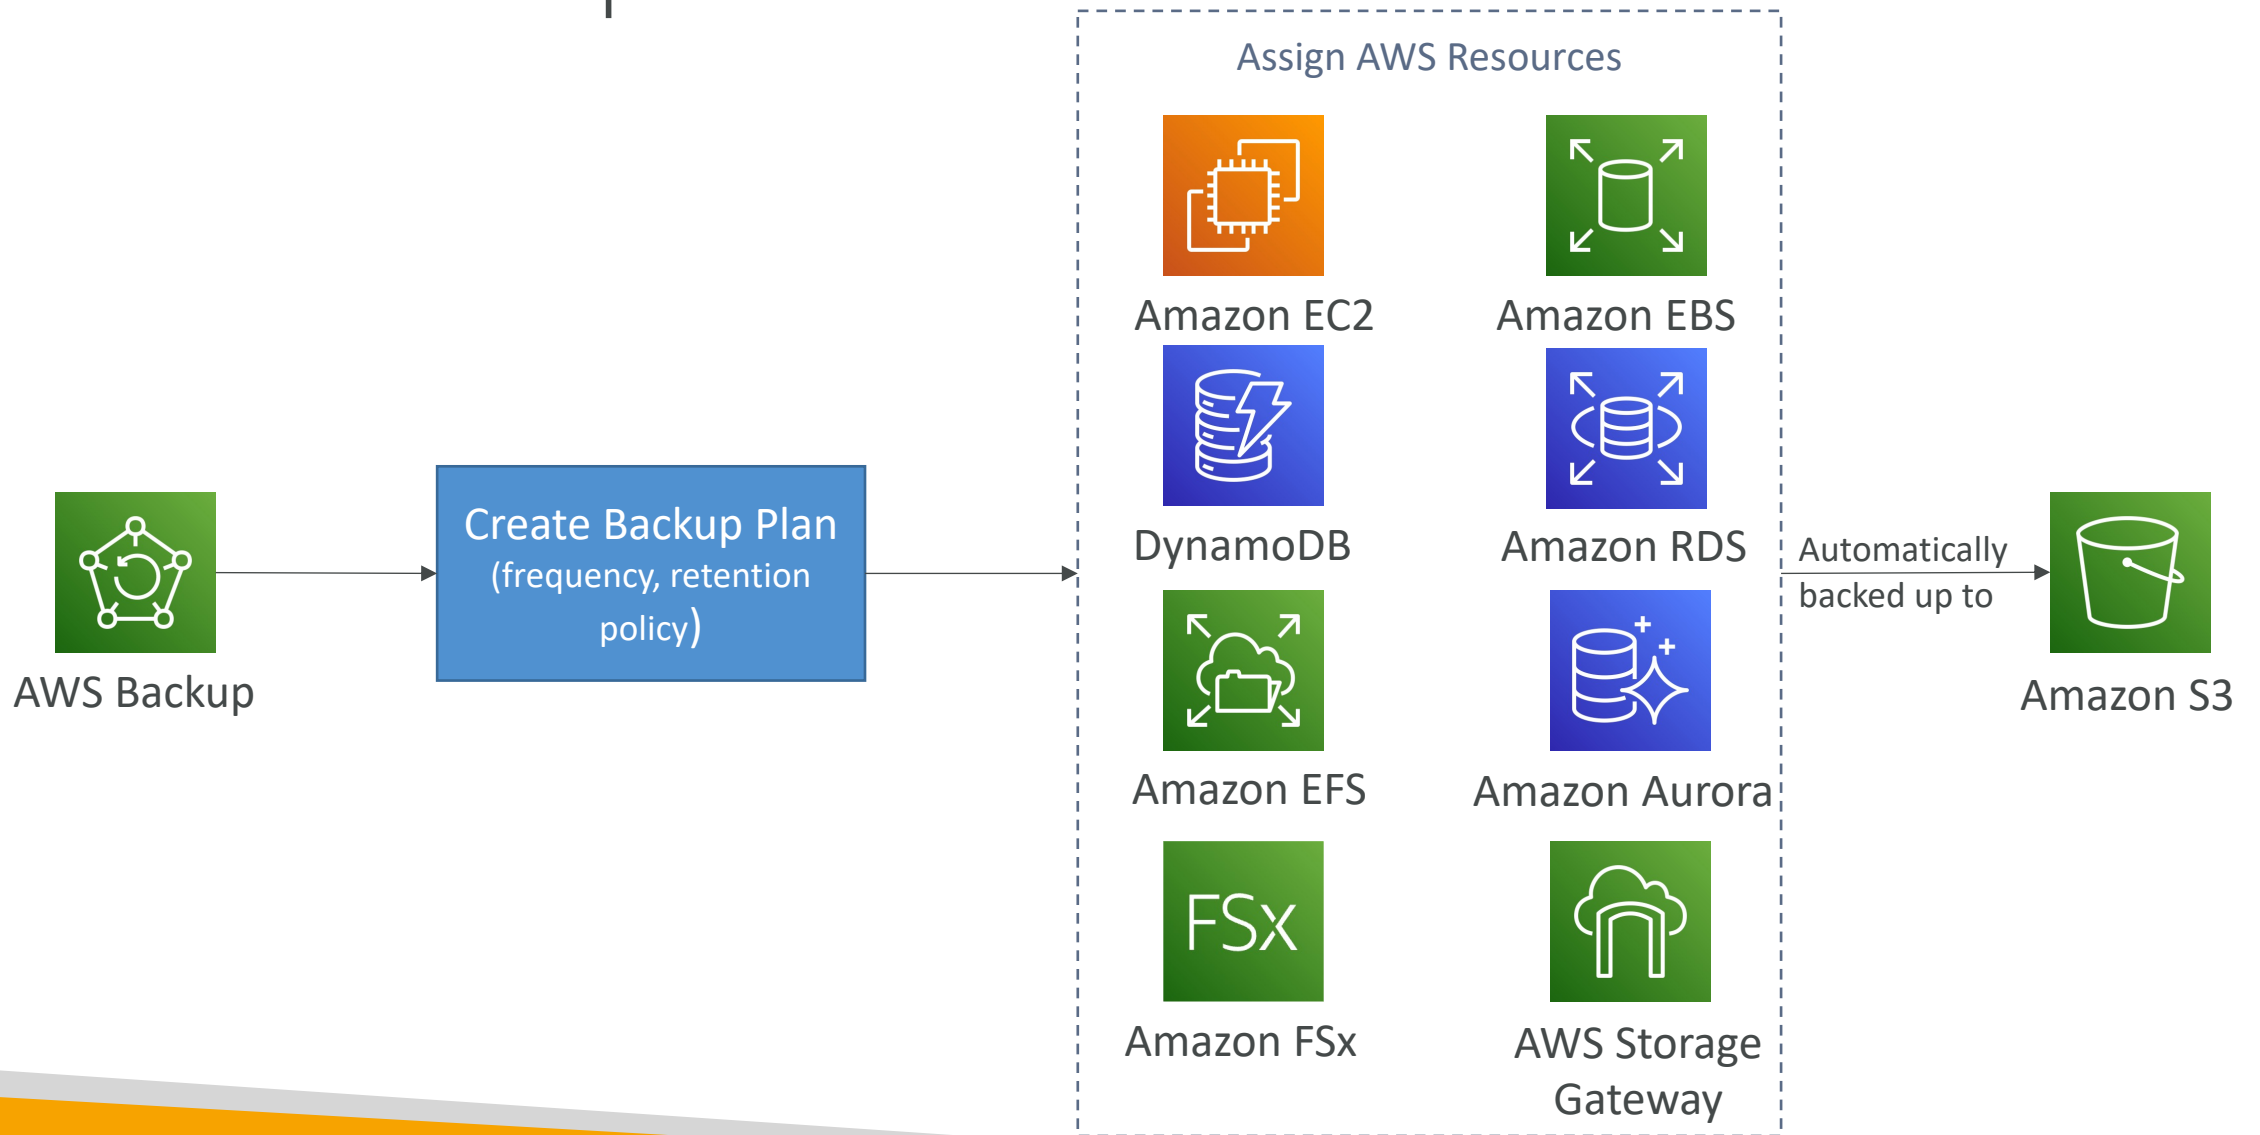 Assign AWS Resources
Amazon EC2
Amazon EBS
DynamoDB
Amazon RDS
Amazon EFS
Amazon Aurora
FSx
Amazon FSx
AWS Storage
Gateway
AWS Backup
Create Backup Plan
(frequency, retention
policy)
Automatically
backed up to
Amazon S3